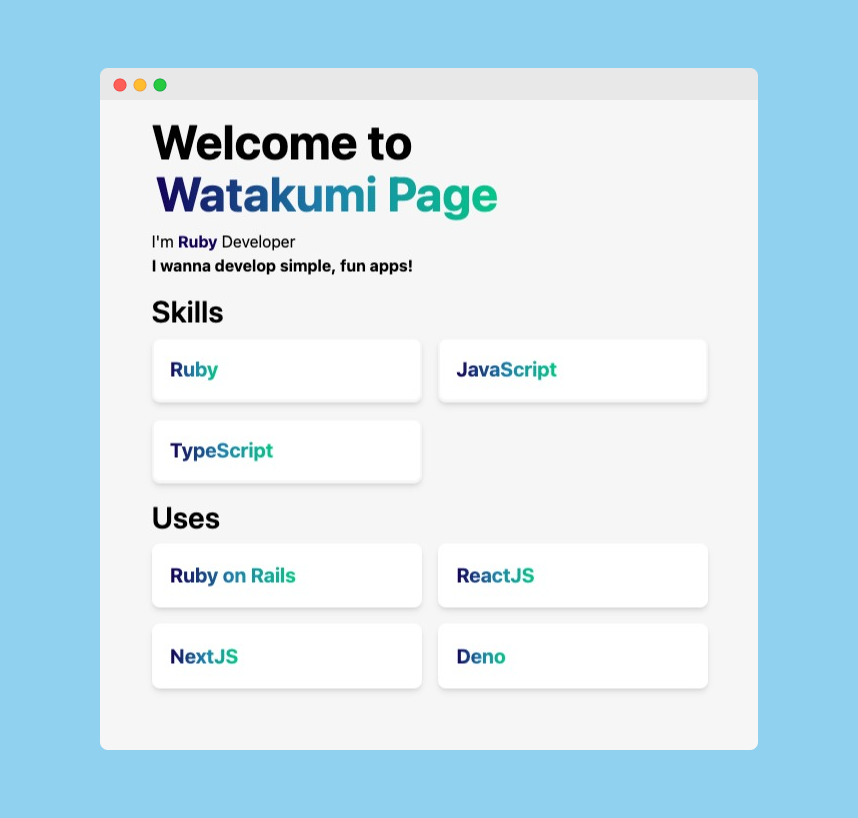 Welcome to
Watakumi Page
I'm Ruby Developer
I wanna develop simple, fun apps!
Skills
Ruby
JavaScript
TypeScript
Uses
Ruby on Rails
ReactJS
NextJS
Deno